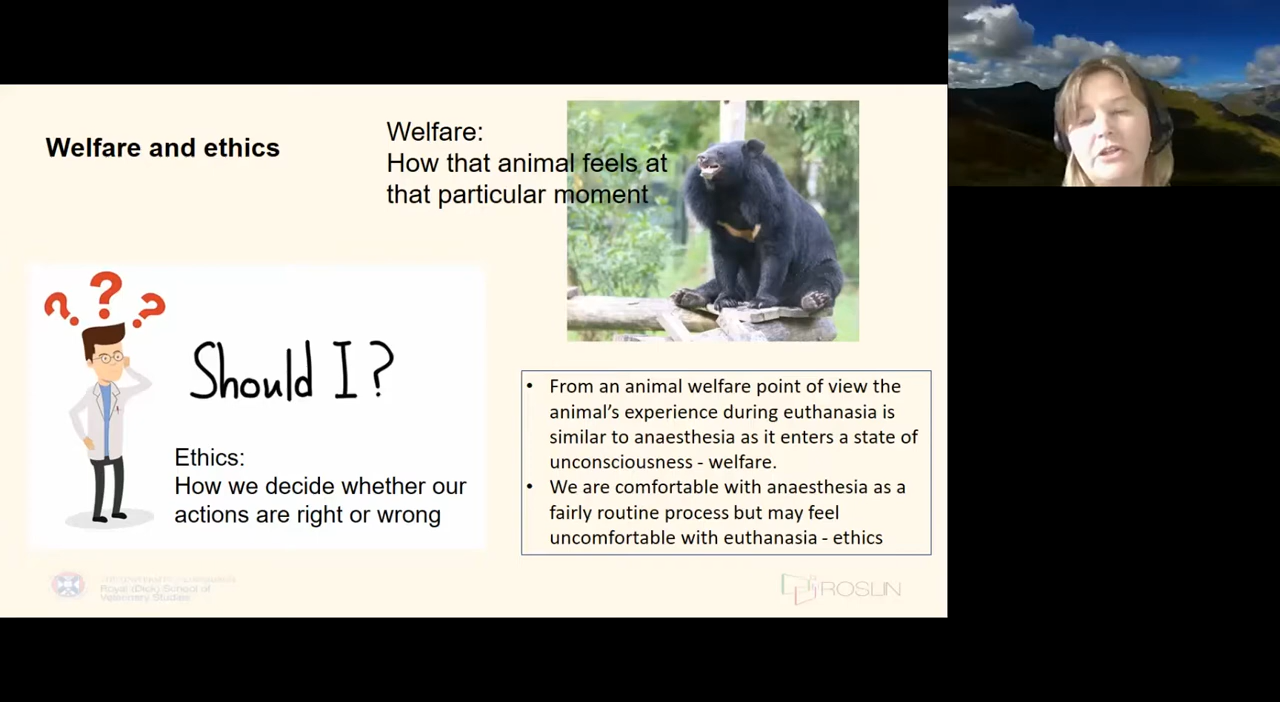 Welfare and ethics
Welfare:
How that animal feels at
that particular moment
? ? ?
Should I?
Ethics:
How we decide whether our
actions are right or wrong
• From an animal welfare point of view the
animal’s experience during euthanasia is
similar to anaesthesia as it enters a state of
unconsciousness - welfare.
• We are comfortable with anaesthesia as a
fairly routine process but may feel
uncomfortable with euthanasia - ethics
Royal (Dick) School of
Veterinary Studies
ROSLIN